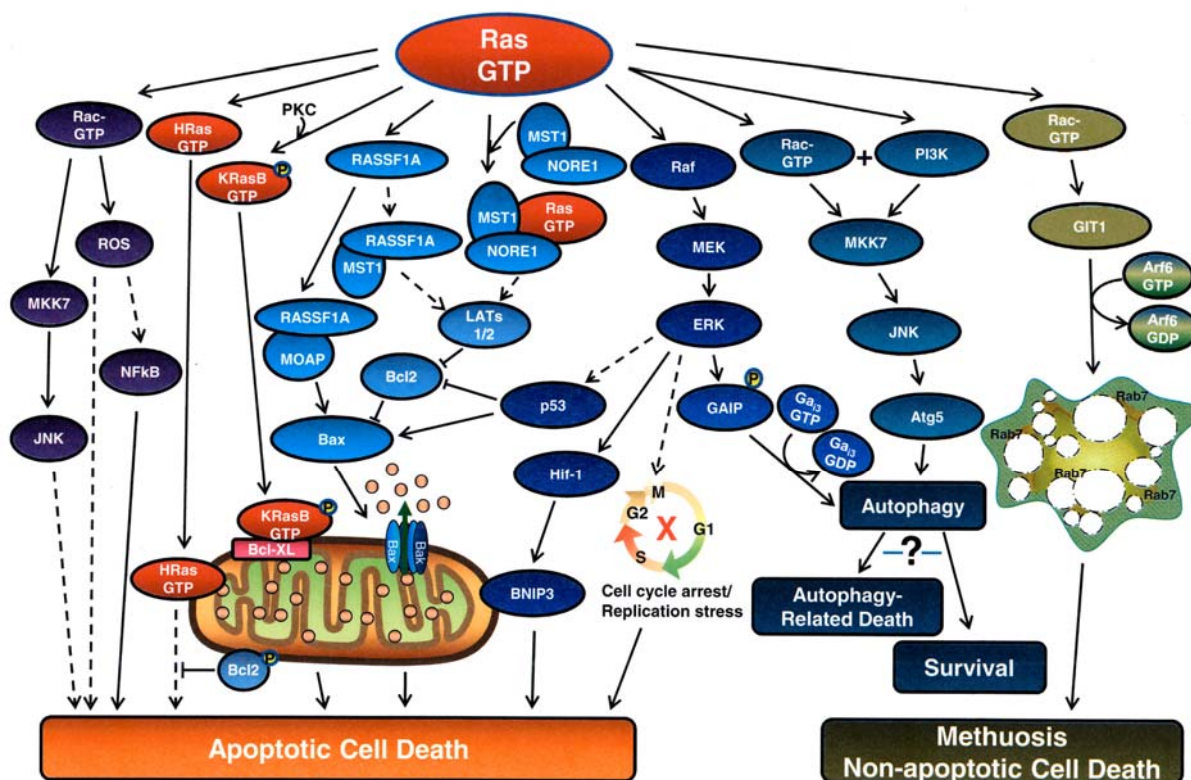 Ras
GTP
PKC
Rac-
GTP
HRas
GTP
KRasB
GTP
P
RASSF1A
MST1
NORE1
Raf
Rac-
GTP
+
PI3K
Rac-
GTP
ROS
RASSF1A
MST1
MST1
Ras
GTP
NORE1
MEK
MKK7
GIT1
Arf6
GTP
Arf6
GDP
MKK7
RASSF1A
MOAP
LATs
1/2
ERK
JNK
NFkB
Bcl2
p53
P
GAIP
Gai3
GTP
Gai3
GDP
Atg5
Rab7
Rab7
Rab7
Rab7
JNK
Bax
Hif-1
M
G1
S
G2
X
Autophagy
KRasB
GTP
P
Bcl-XL
Bax
Bak
HRas
GTP
BNIP3
Cell cycle arrest/
Replication stress
?
Autophagy-
Related Death
Survival
Bcl2
P
Apoptotic Cell Death
Methuosis
Non-apoptotic Cell Death